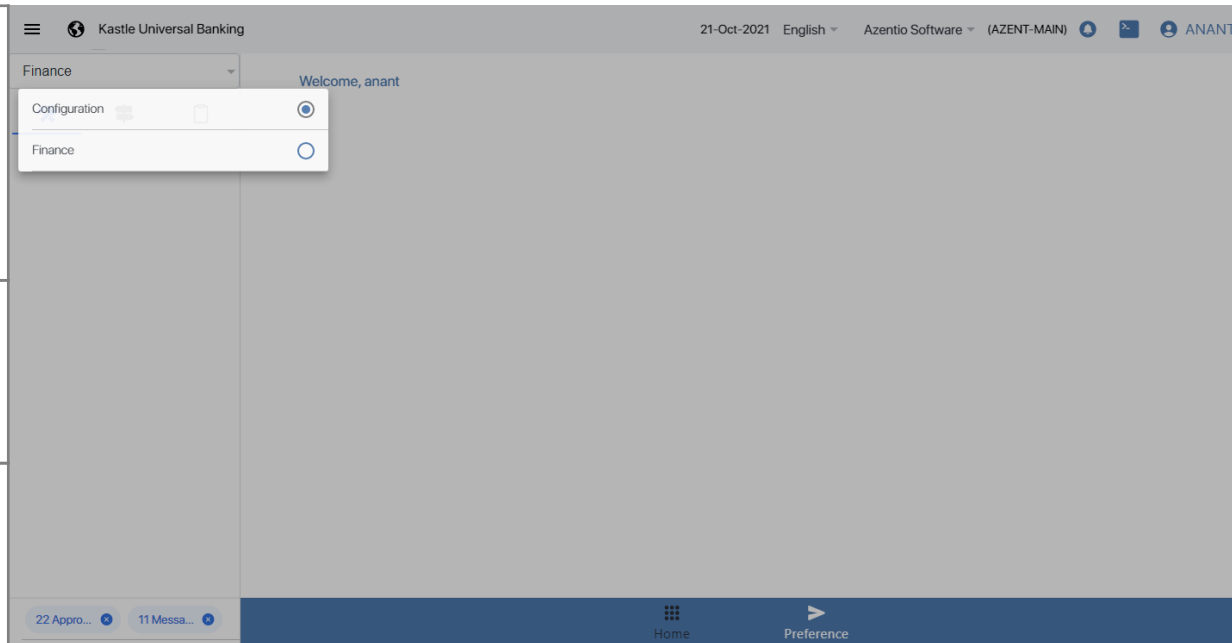 Kastle Universal Banking 21-Oct-2021 English Azentio Software (AZENT-MAIN) ANANT
Finance
Welcome, anant
Configuration
Finance
22 Appro... 11 Messa...
Home Preference